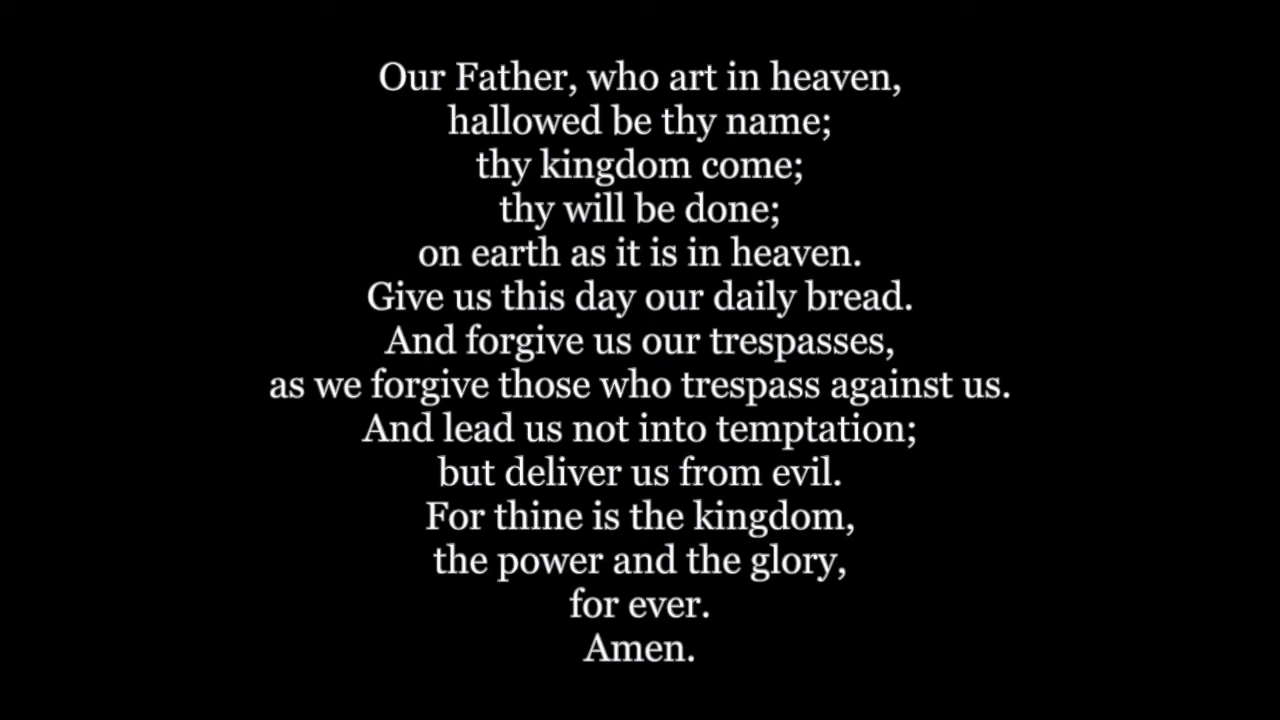 Our Father, who art in heaven,
hallowed be thy name;
thy kingdom come;
thy will be done;
on earth as it is in heaven.
Give us this day our daily bread.
And forgive us our trespasses,
as we forgive those who trespass against us.
And lead us not into temptation;
but deliver us from evil.
For thine is the kingdom,
the power and the glory,
for ever.
Amen.